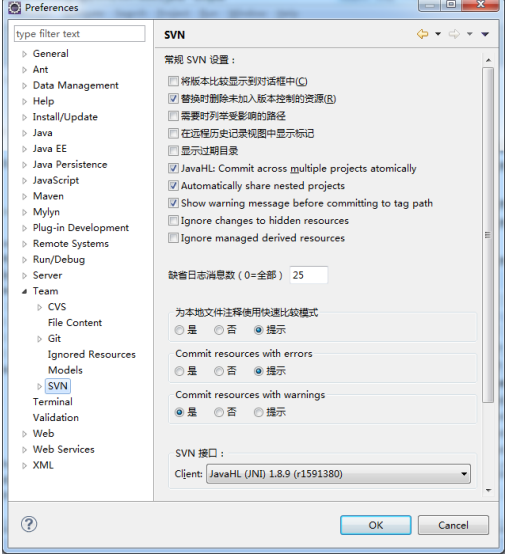 Preferences
type filter text
General
Ant
Data Management
Help
Install/Update
Java
Java EE
Java Persistence
JavaScript
Maven
Mylyn
Plug-in Development
Remote Systems
Run/Debug
Server
Team
CVS
File Content
Git
Ignored Resources
Models
SVN
Terminal
Validation
Web
Web Services
XML
SVN
常规 SVN 设置：
将版本比较显示到对话框中(C)
替换时删除未加入版本控制的资源(R)
需要时列举受影响的路径
在远程历史记录视图中显示标记
显示过期目录
JavaHL: Commit across multiple projects atomically
Automatically share nested projects
Show warning message before committing to tag path
Ignore changes to hidden resources
Ignore managed derived resources
缺省日志消息数（0=全部） 25
为本地文件注释使用快速比较模式
是 否 提示
Commit resources with errors
是 否 提示
Commit resources with warnings
是 否 提示
SVN 接口：
Client: JavaHL (JNI) 1.8.9 (r1591380)
OK Cancel